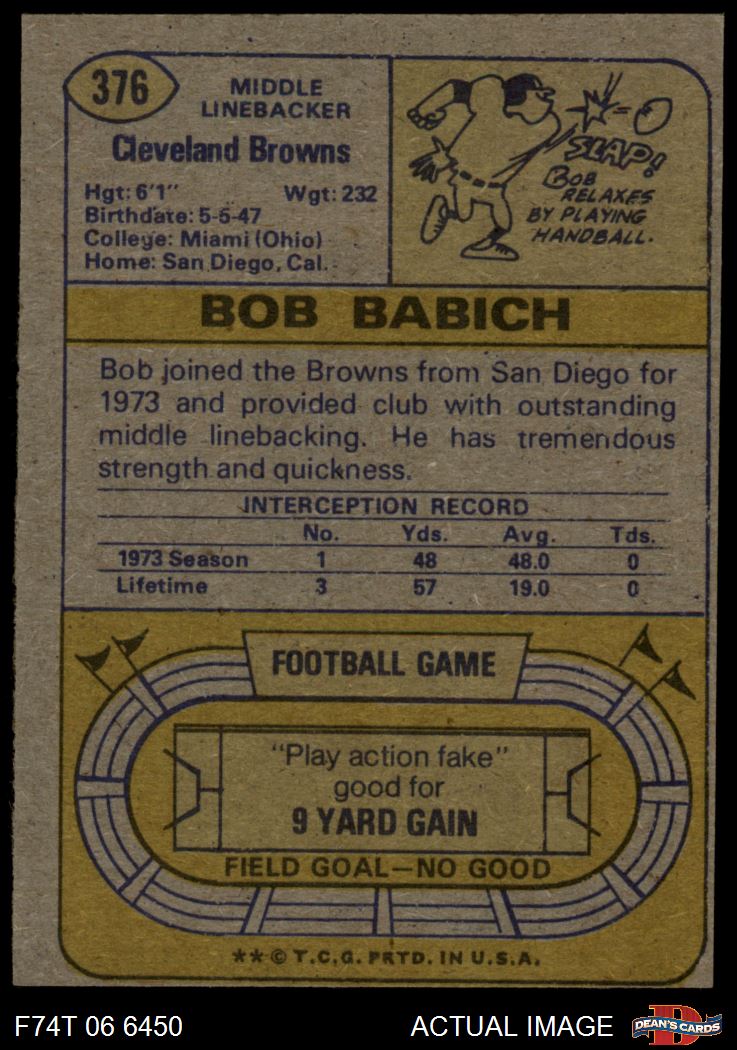 376
MIDDLE
LINEBACKER
Cleveland Browns
Hgt: 6'1" Wgt: 232
Birthdate: 5-5-47
College: Miami (Ohio)
Home: San Diego, Cal.
SLAP!
BOB
RELAXES
BY PLAYING
HANDBALL.
BOB BABICH
Bob joined the Browns from San Diego for
1973 and provided club with outstanding
middle linebacking. He has tremendous
strength and quickness.
INTERCEPTION RECORD
No. Yds. Avg. Tds.
1973 Season 1 48 48.0 0
Lifetime 3 57 19.0 0
FOOTBALL GAME
"Play action fake"
good for
9 YARD GAIN
FIELD GOAL—NO GOOD
**© T.C.G. PRTD. IN U.S.A.
F74T 06 6450 ACTUAL IMAGE
D
DEAN'S CARDS